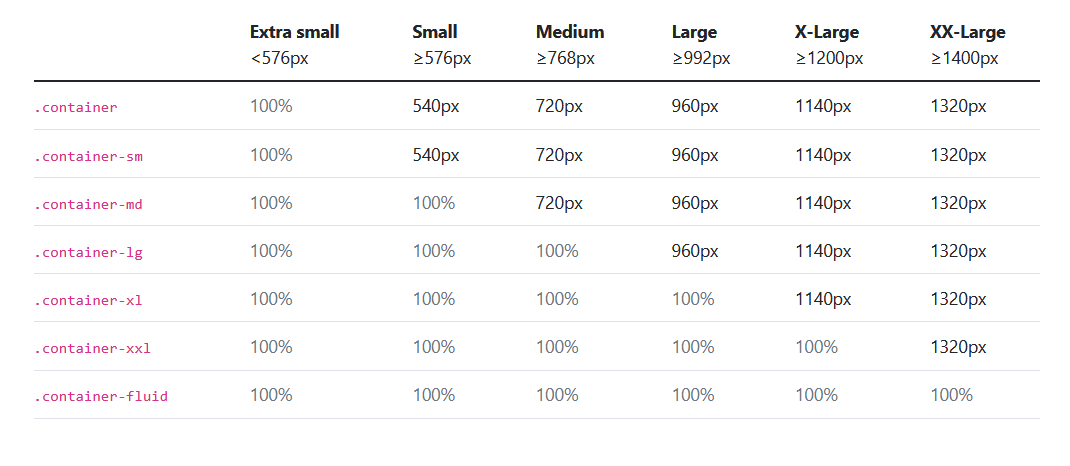 Extra small Small Medium Large X-Large XX-Large
<576px ≥576px ≥768px ≥992px ≥1200px ≥1400px
.container 100% 540px 720px 960px 1140px 1320px
.container-sm 100% 540px 720px 960px 1140px 1320px
.container-md 100% 100% 720px 960px 1140px 1320px
.container-lg 100% 100% 100% 960px 1140px 1320px
.container-xl 100% 100% 100% 100% 1140px 1320px
.container-xxl 100% 100% 100% 100% 100% 1320px
.container-fluid 100% 100% 100% 100% 100% 100%